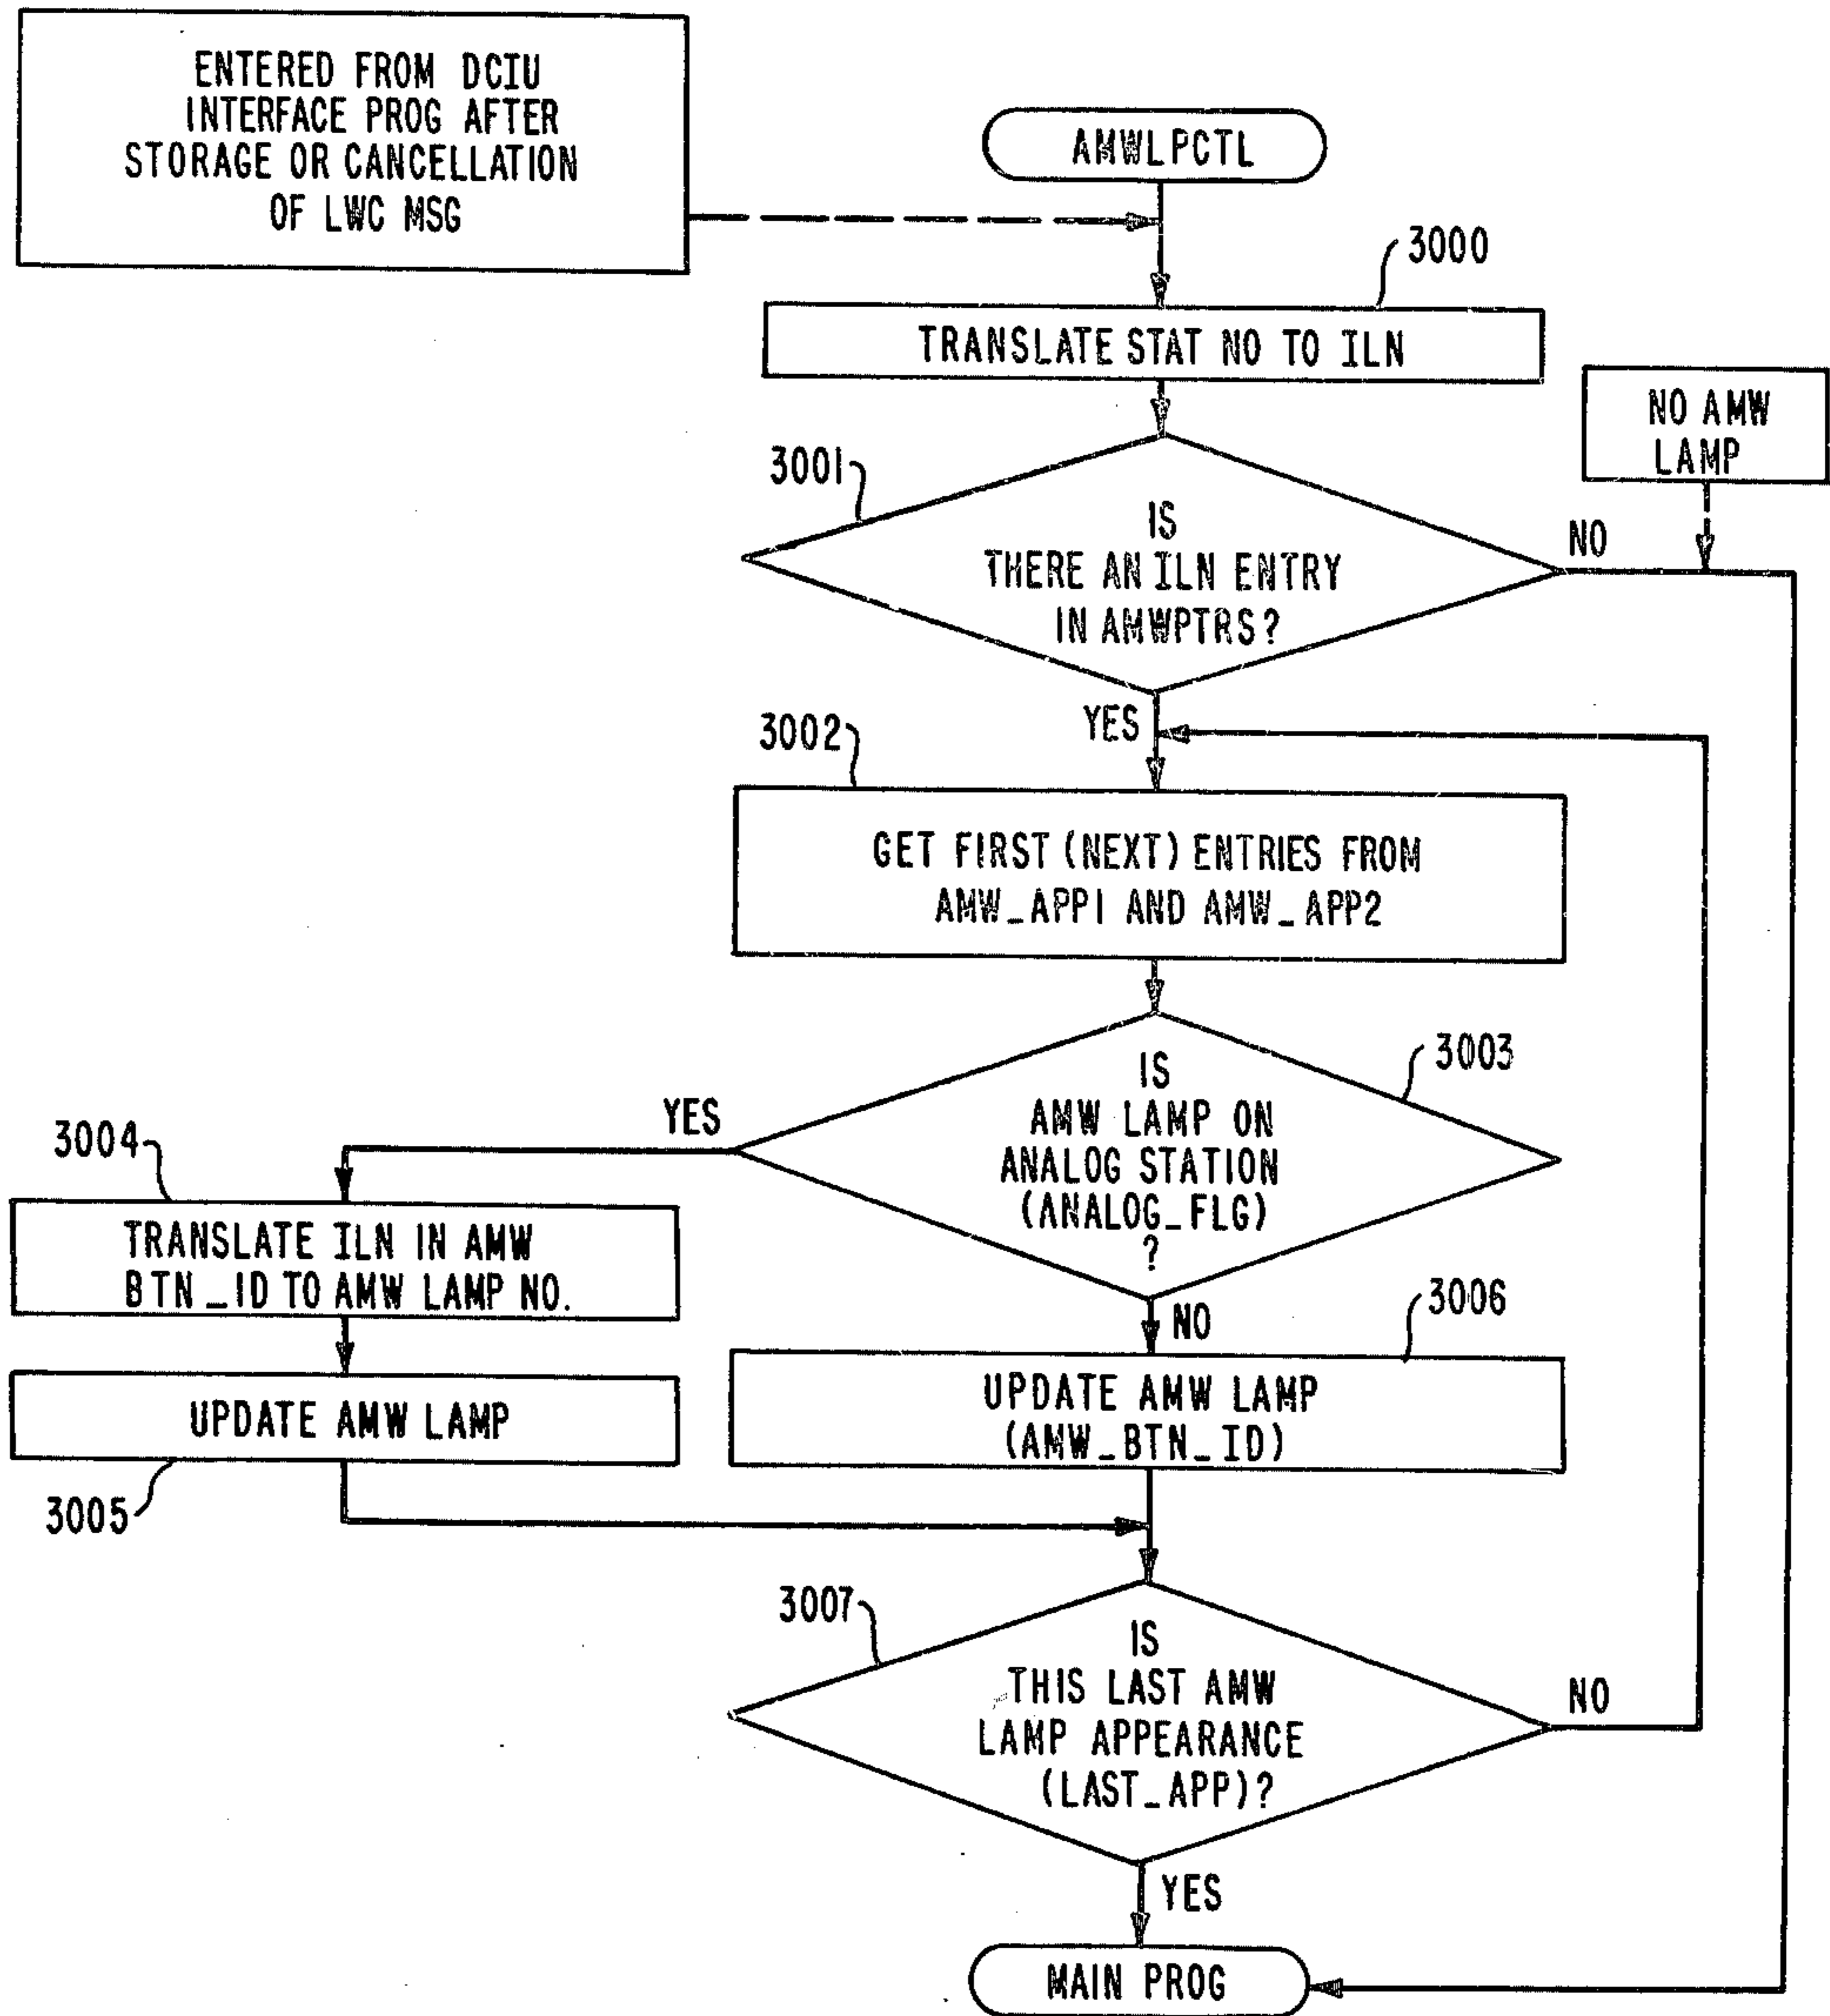 ENTERED FROM DCIU
INTERFACE PROG AFTER
STORAGE OR CANCELLATION
OF LWC MSG
AMWLPCTL
3000
TRANSLATE STAT NO TO ILN
NO AMW
LAMP
3001
IS
THERE AN ILN ENTRY
IN AMWPTRS?
NO
YES
3002
GET FIRST (NEXT) ENTRIES FROM
AMW_APP1 AND AMW_APP2
3003
IS
AMW LAMP ON
ANALOG STATION
(ANALOG_FLG)
?
YES
3004
TRANSLATE ILN IN AMW
BTN_ID TO AMW LAMP NO.
NO
3006
UPDATE AMW LAMP
UPDATE AMW LAMP
(AMW_BTN_ID)
3005
3007
IS
THIS LAST AMW
LAMP APPEARANCE
(LAST_APP)?
NO
YES
MAIN PROG